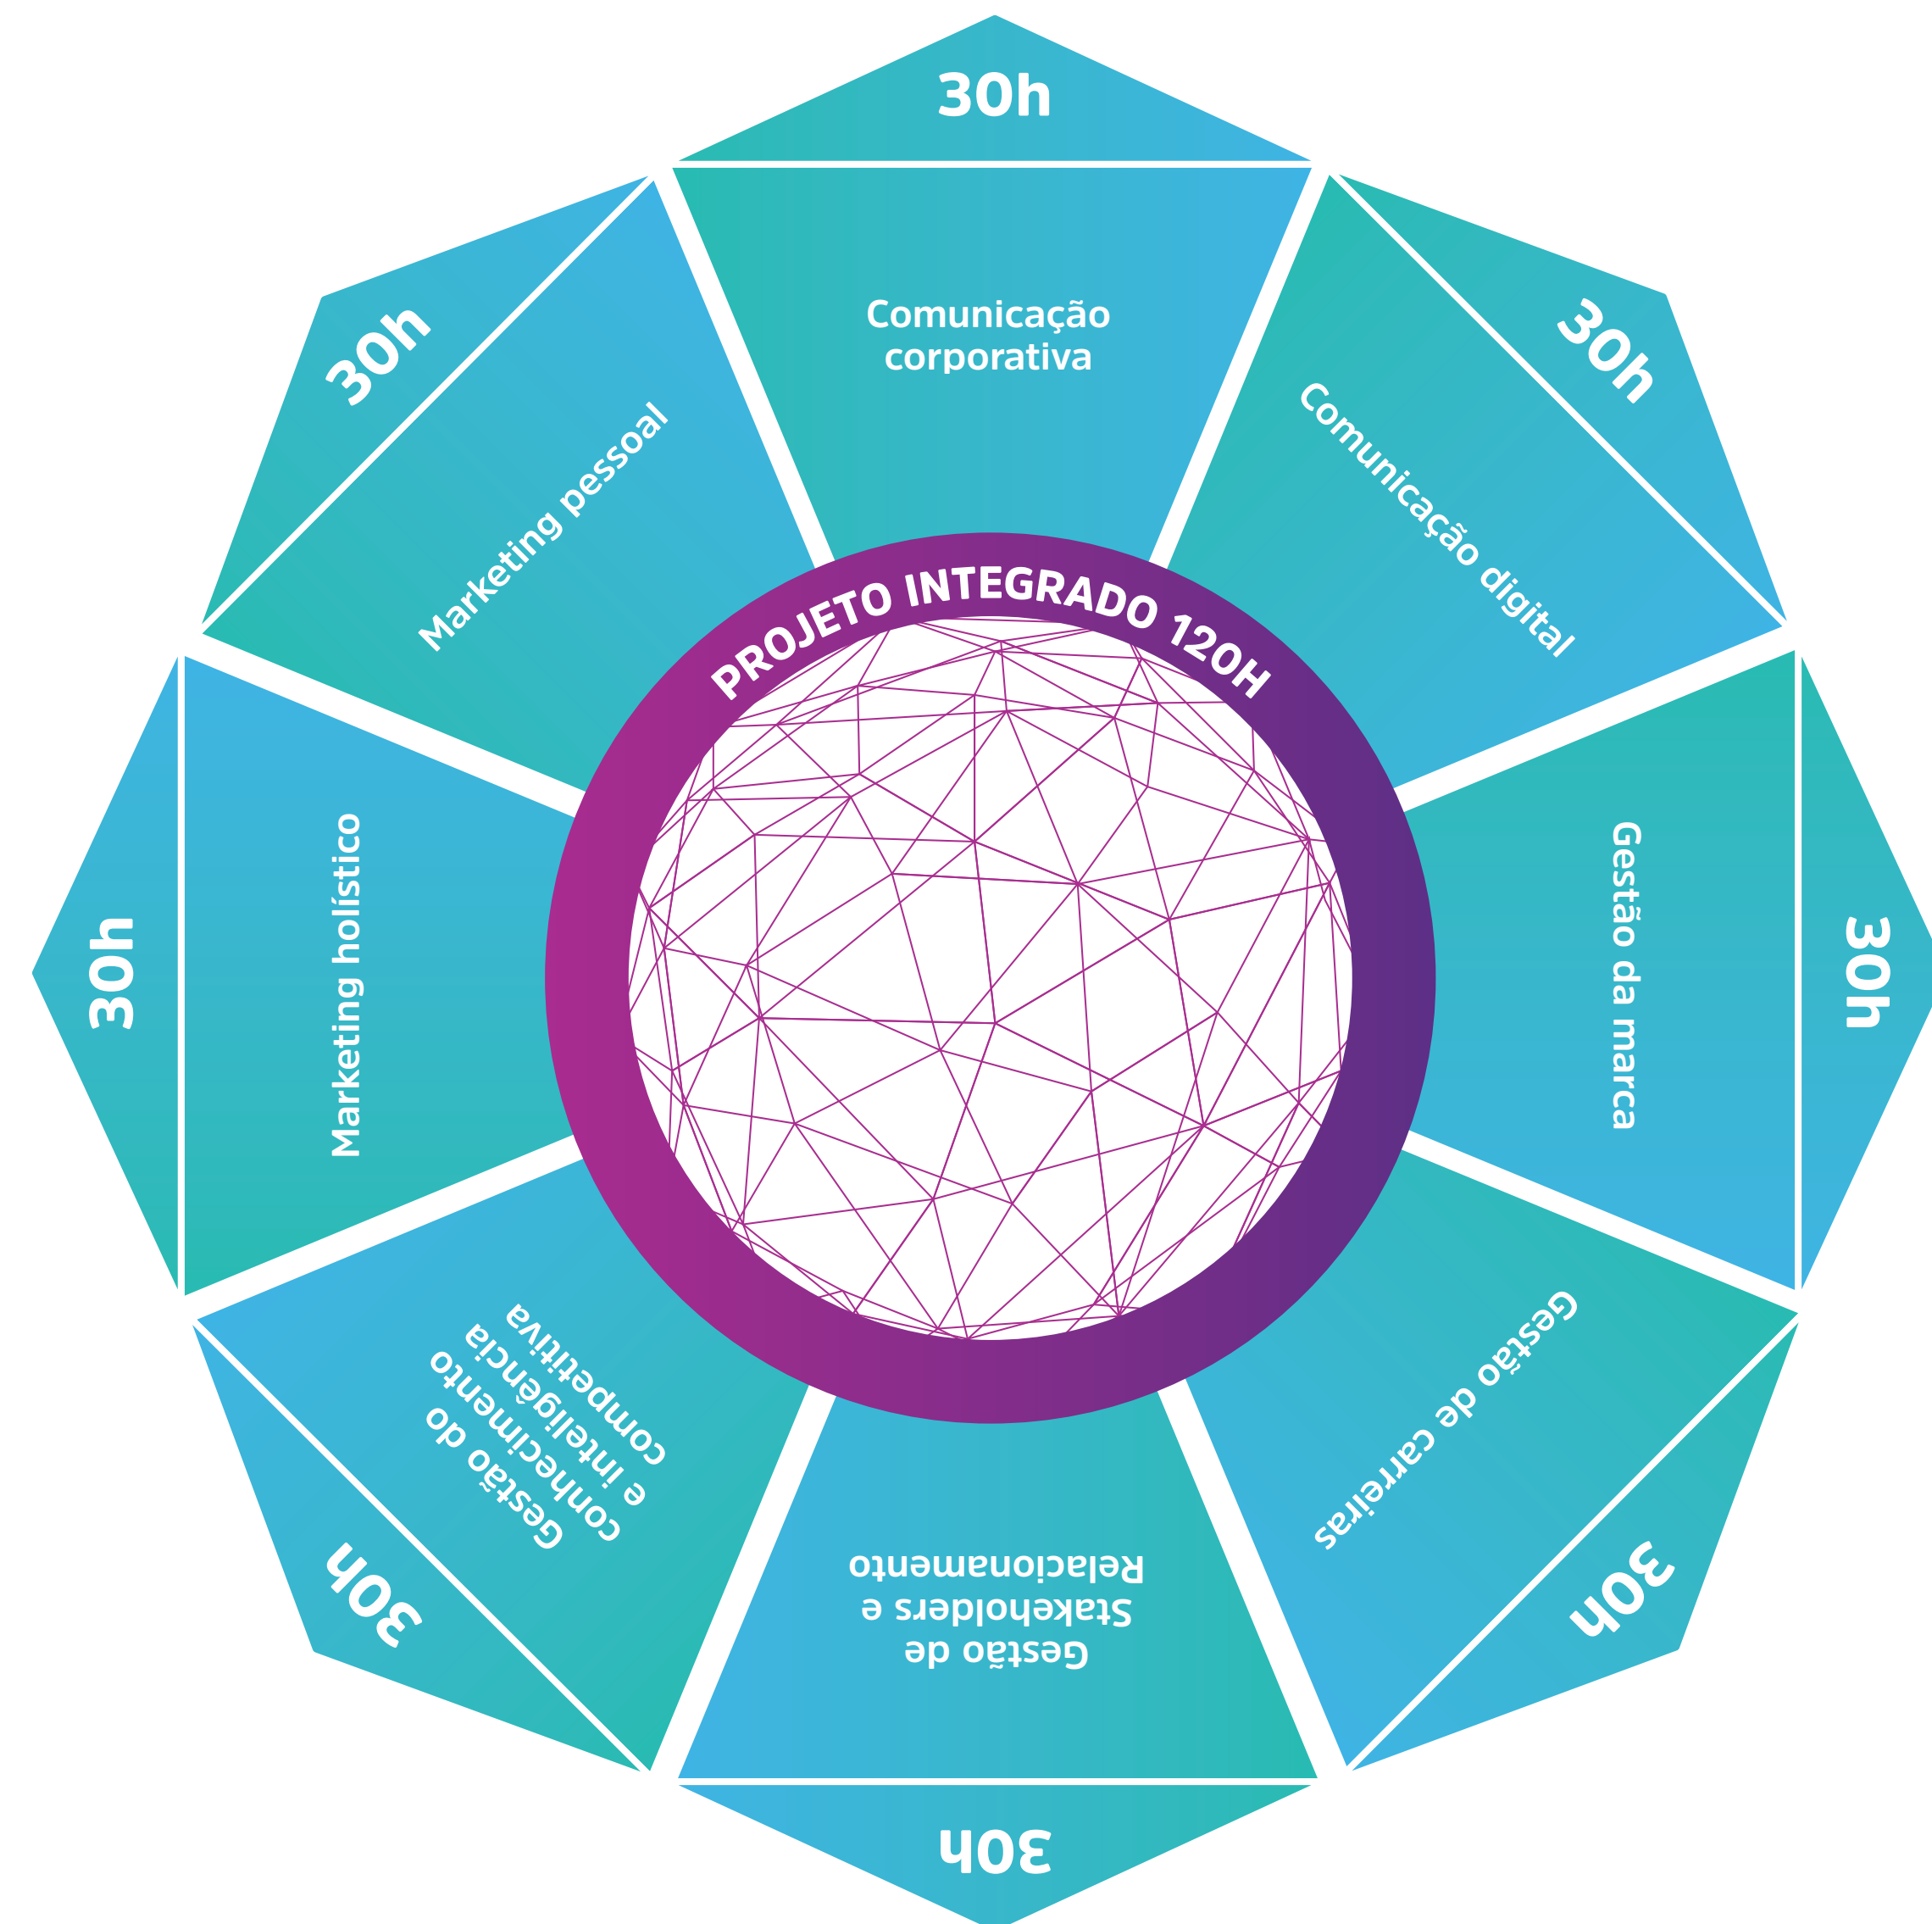 30h
Comunicação
corporativa
30h
Comunicação digital
30h
Gestão da marca
30h
Gestão de carreiras
30h
Gestão de
Stakeholders e
Relacionamento
30h
Gestão do
conhecimento
e inteligência
competitiva
30h
Marketing holístico
30h
Marketing pessoal
PROJETO INTEGRADO 120H